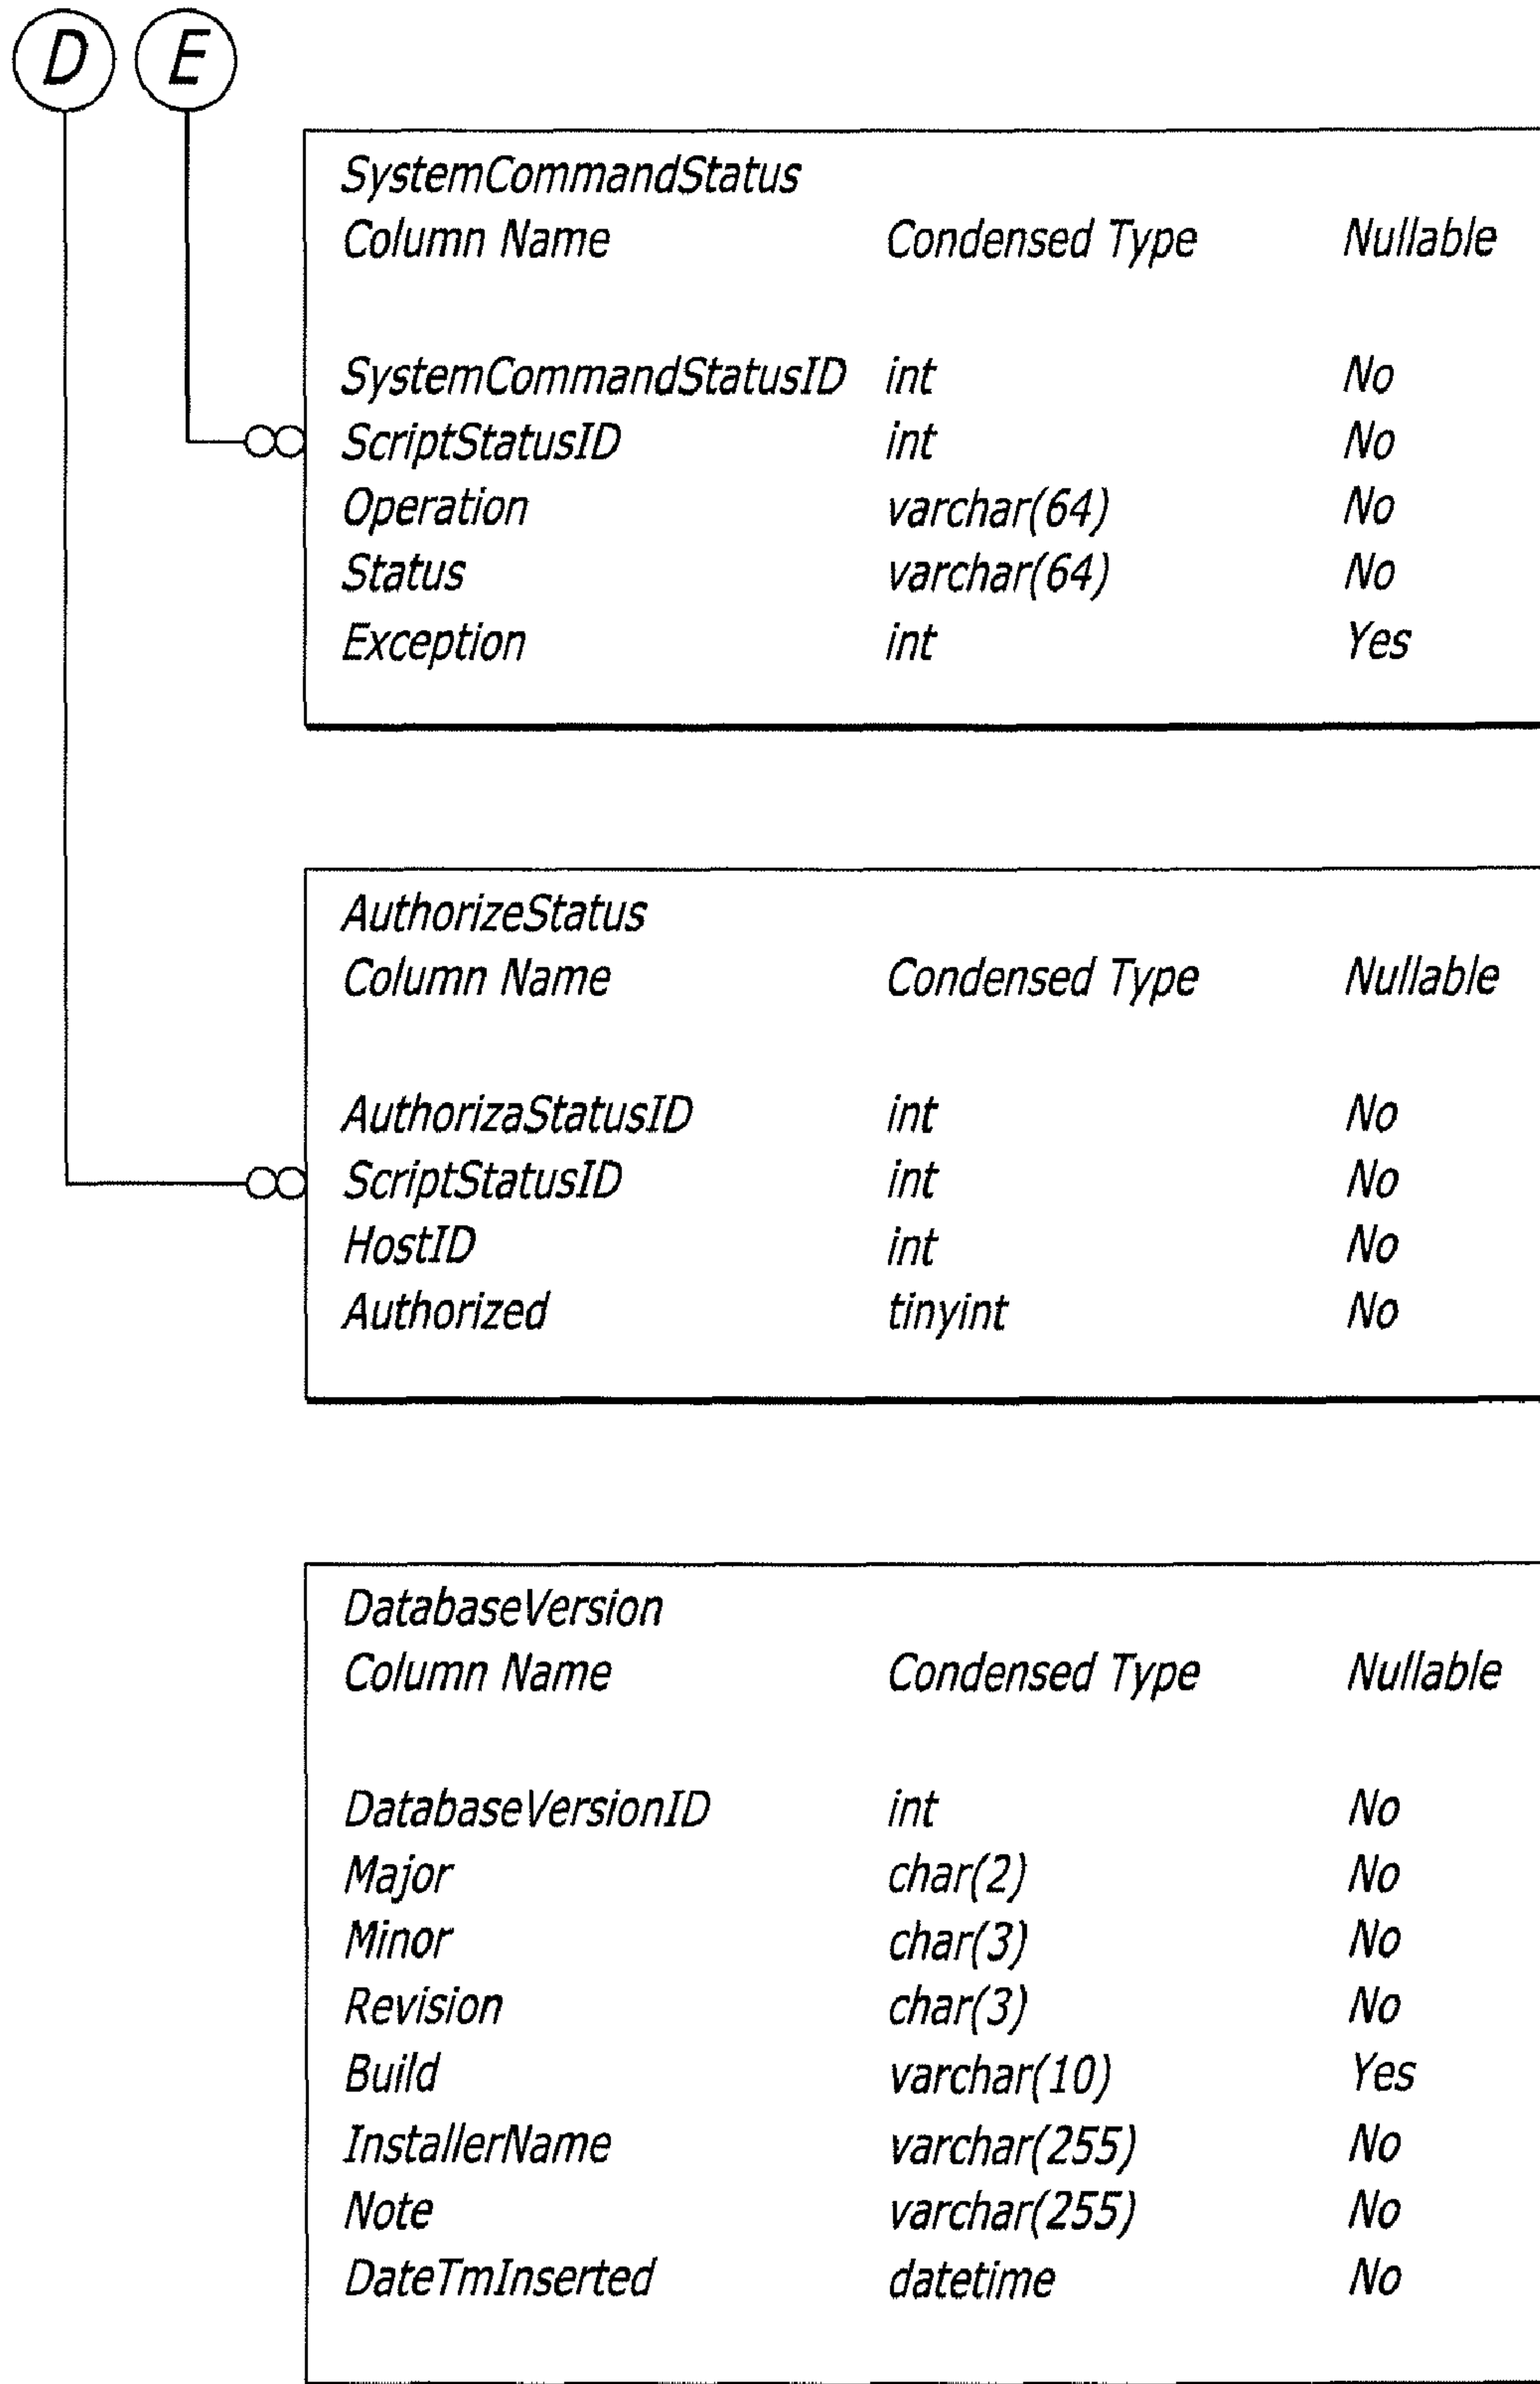 D E
SystemCommandStatus
Column Name Condensed Type Nullable
SystemCommandStatusID int No
ScriptStatusID int No
Operation varchar(64) No
Status varchar(64) No
Exception int Yes
AuthorizeStatus
Column Name Condensed Type Nullable
AuthorizaStatusID int No
ScriptStatusID int No
HostID int No
Authorized tinyint No
DatabaseVersion
Column Name Condensed Type Nullable
DatabaseVersionID int No
Major char(2) No
Minor char(3) No
Revision char(3) No
Build varchar(10) Yes
InstallerName varchar(255) No
Note varchar(255) No
DateTmInserted datetime No